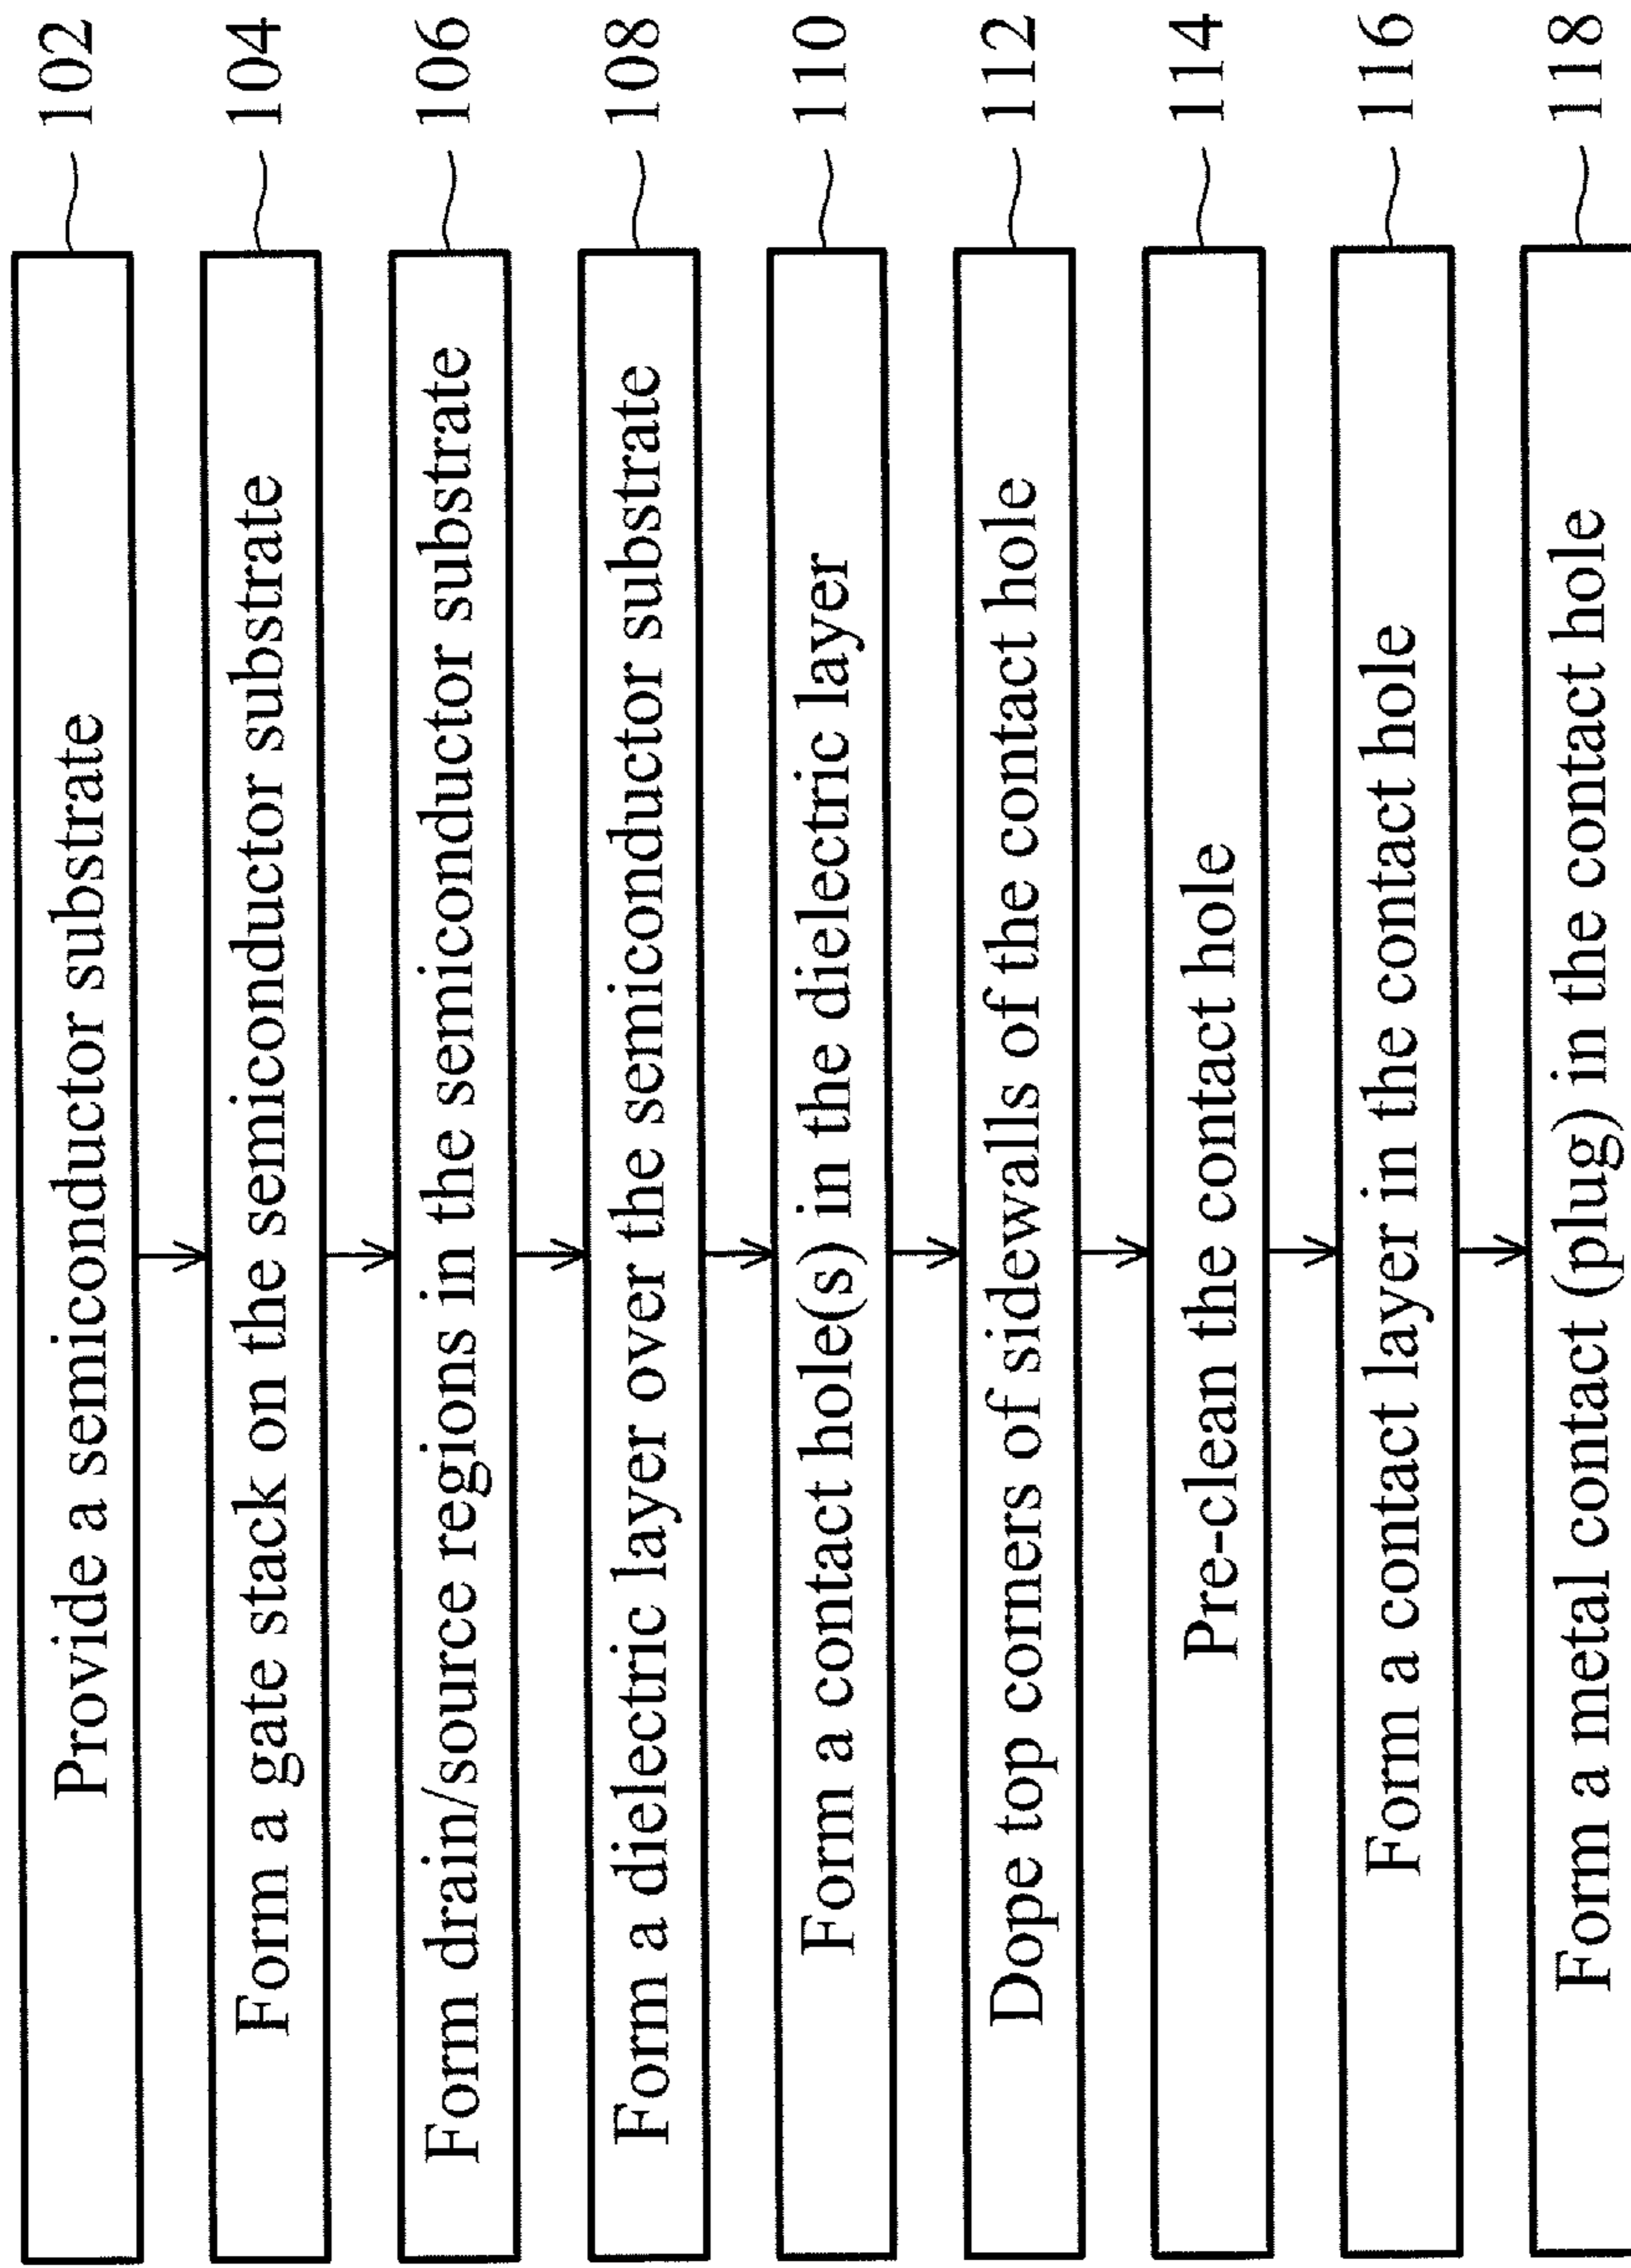 Provide a semiconductor substrate 102
Form a gate stack on the semiconductor substrate 104
Form drain/source regions in the semiconductor substrate 106
Form a dielectric layer over the semiconductor substrate 108
Form a contact hole(s) in the dielectric layer 110
Dope top corners of sidewalls of the contact hole 112
Pre-clean the contact hole 114
Form a contact layer in the contact hole 116
Form a metal contact (plug) in the contact hole 118